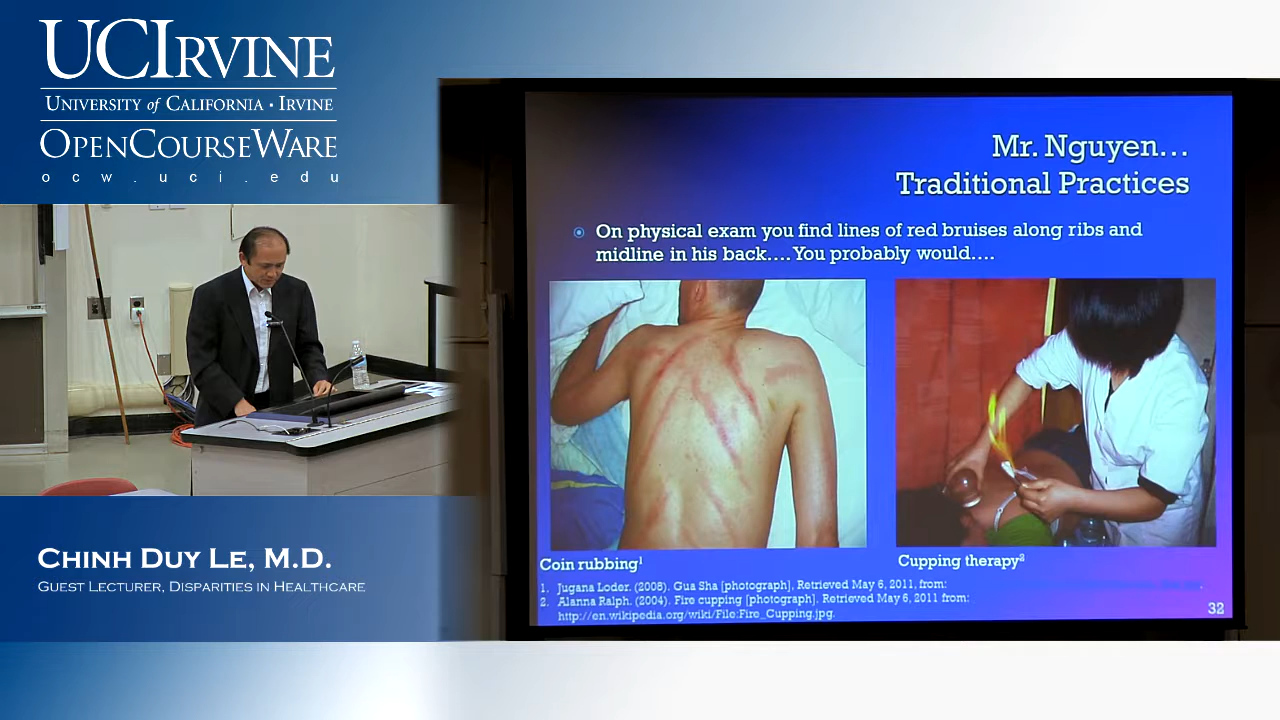 UCIRVINE
UNIVERSITY of CALIFORNIA · IRVINE
OPENCOURSEWARE
ocw.uci.edu
Mr. Nguyen...
Traditional Practices
On physical exam you find lines of red bruises along ribs and
midline in his back.... You probably would....
Coin rubbing¹
Cupping therapy²
1. Jugana Loder. (2008). Gua Sha [photograph], Retrieved May 6, 2011, from:
2. Alanna Ralph. (2004). Fire cupping [photograph]. Retrieved May 6, 2011 from:
http://en.wikipedia.org/wiki/File:Fire_Cupping.jpg.
32
CHINH DUY LE, M.D.
GUEST LECTURER, DISPARITIES IN HEALTHCARE